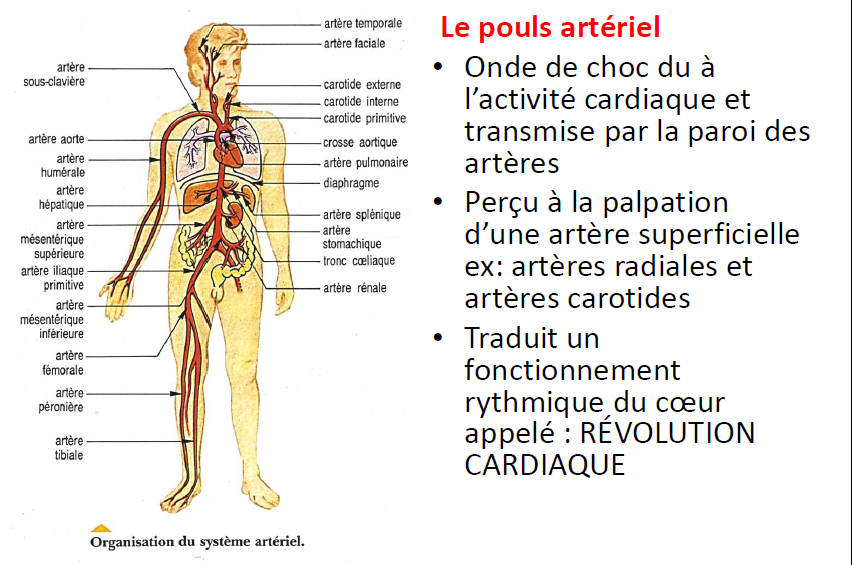 artère temporale
artère faciale
artère
sous-clavière
carotide externe
carotide interne
carotide primitive
artère aorte
crosse aortique
artère
humérale
artère pulmonaire
diaphragme
artère
hépatique
artère splénique
artère
mésentérique
supérieure
artère
stomachique
tronc cœliaque
artère iliaque
primitive
artère rénale
artère
mésentérique
inférieure
artère
fémorale
artère
péronière
artère
tibiale
Organisation du système artériel.
Le pouls artériel
• Onde de choc du à
l’activité cardiaque et
transmise par la paroi des
artères
• Perçu à la palpation
d’une artère superficielle
ex: artères radiales et
artères carotides
• Traduit un
fonctionnement
rythmique du cœur
appelé : RÉVOLUTION
CARDIAQUE